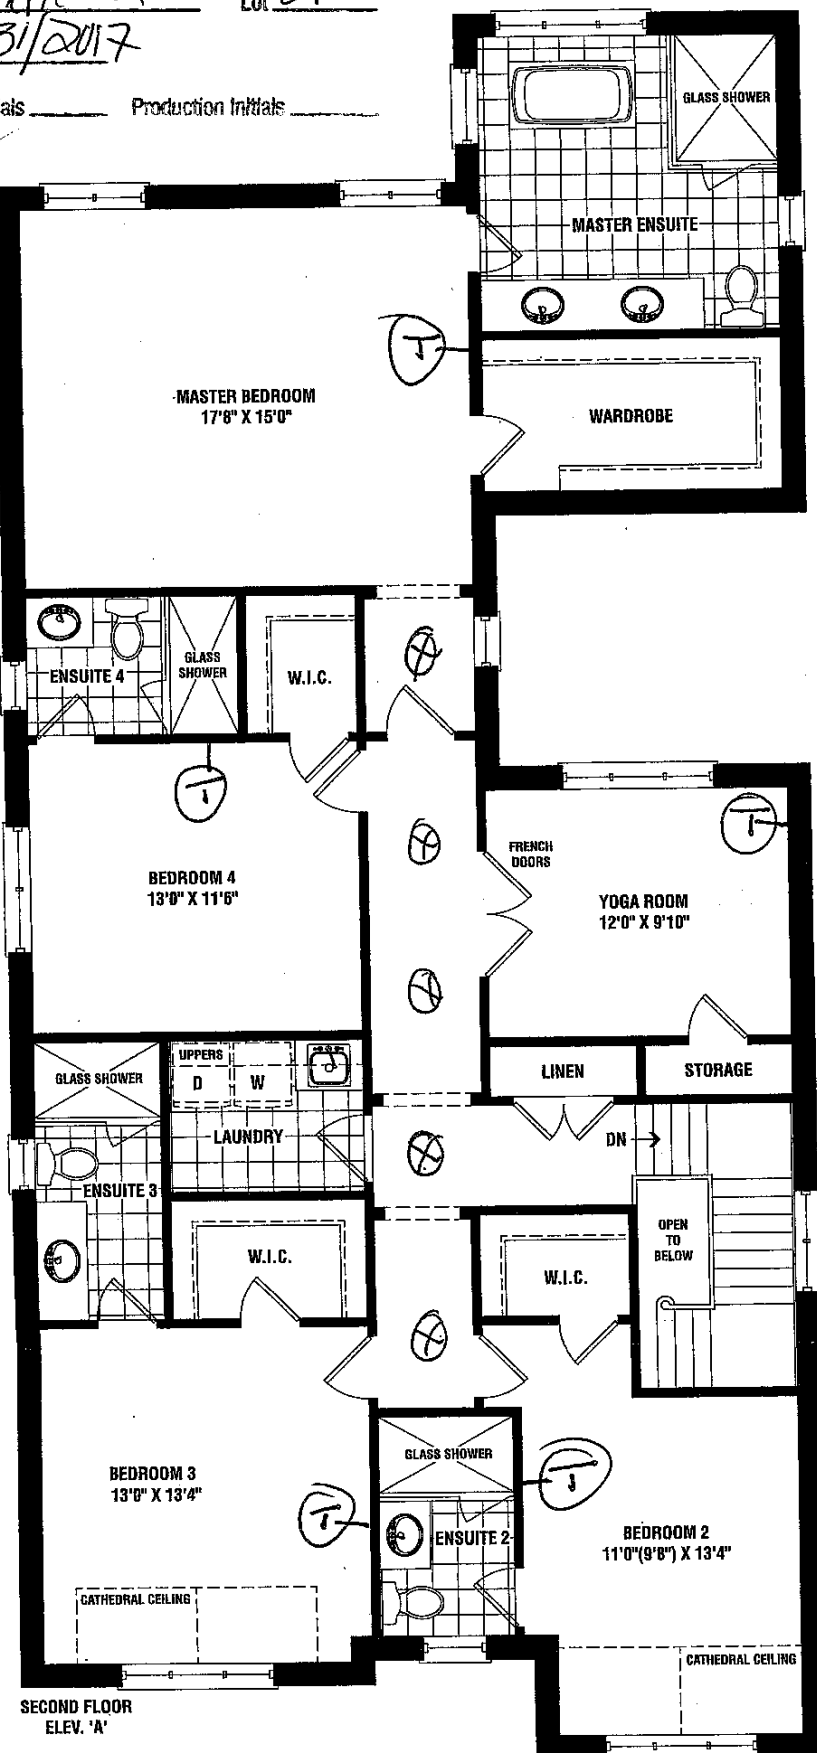 Lot
31/2017
Production Initials
GLASS SHOWER
MASTER ENSUITE
T
MASTER BEDROOM
17'8" X 15'0"
WARDROBE
ENSUITE 4
GLASS
SHOWER
W.I.C.
T
T
FRENCH
DOORS
BEDROOM 4
13'0" X 11'6"
YOGA ROOM
12'0" X 9'10"
UPPERS
D
W
GLASS SHOWER
LINEN
STORAGE
LAUNDRY
DN
ENSUITE 3
W.I.C.
OPEN
TO
BELOW
W.I.C.
GLASS SHOWER
T
BEDROOM 3
13'0" X 13'4"
T
ENSUITE 2
BEDROOM 2
11'0"(9'8") X 13'4"
CATHEDRAL CEILING
CATHEDRAL CEILING
SECOND FLOOR
ELEV. 'A'